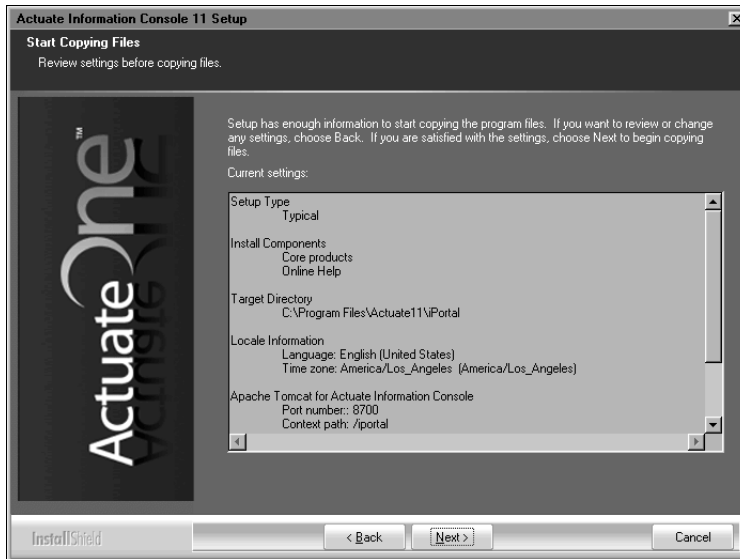 Actuate Information Console 11 Setup
Start Copying Files
Review settings before copying files.
ActuateOne™
Setup has enough information to start copying the program files. If you want to review or change
any settings, choose Back. If you are satisfied with the settings, choose Next to begin copying
files.
Current settings:
Setup Type
Typical
Install Components
Core products
Online Help
Target Directory
C:\Program Files\Actuate11\iPortal
Locale Information
Language: English (United States)
Time zone: America/Los_Angeles (America/Los_Angeles)
Apache Tomcat for Actuate Information Console
Port number:: 8700
Context path: /iportal
InstallShield
< Back
Next >
Cancel